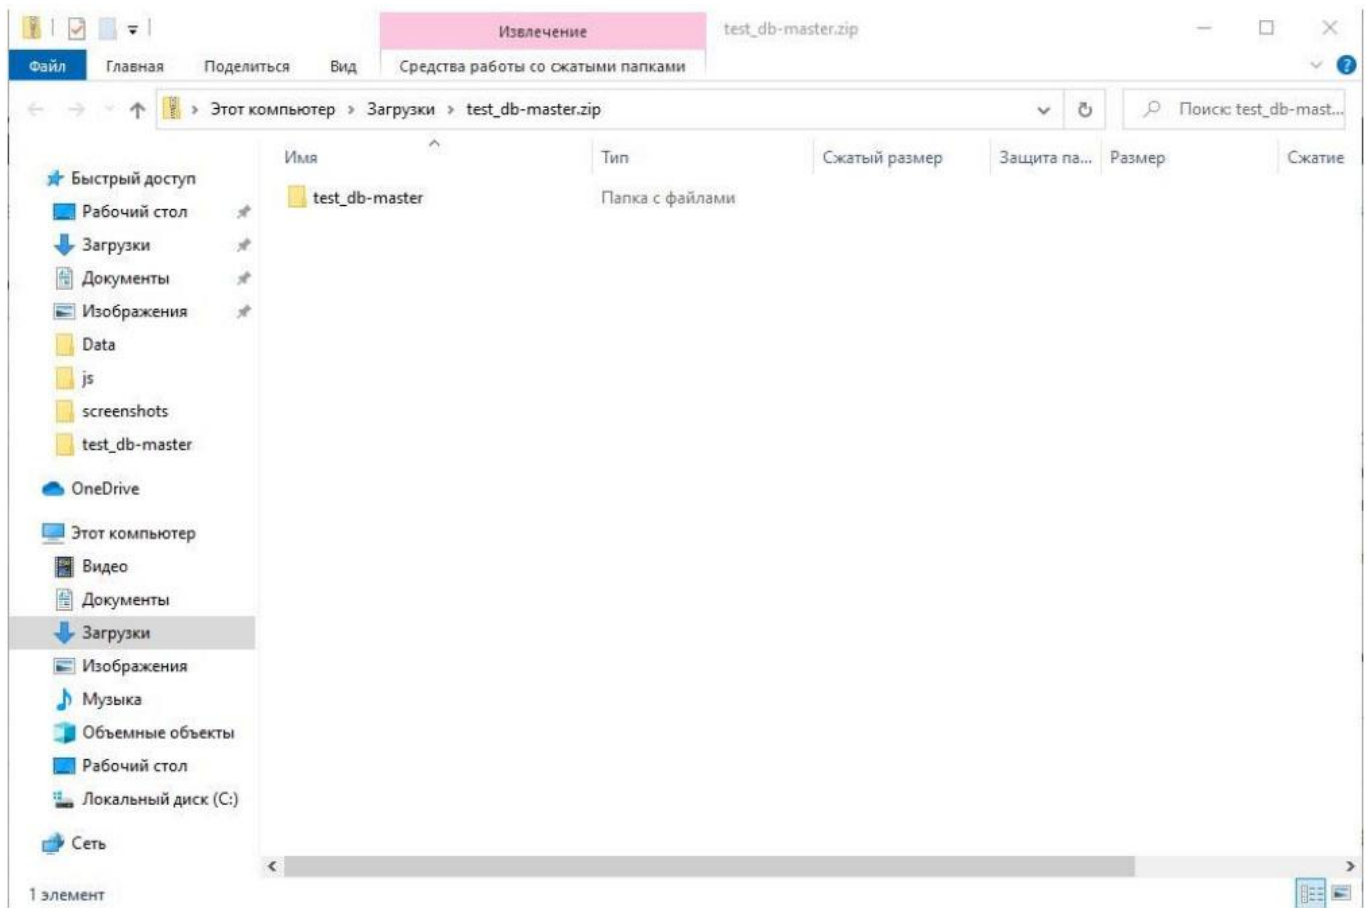 Извлечение
test_db-master.zip
Файл Главная Поделиться Вид Средства работы со сжатыми папками
Этот компьютер > Загрузки > test_db-master.zip
Поиск: test_db-mast...
Имя Тип Сжатый размер Защита па... Размер Сжатие
test_db-master Папка с файлами
Быстрый доступ
Рабочий стол
Загрузки
Документы
Изображения
Data
js
screenshots
test_db-master
OneDrive
Этот компьютер
Видео
Документы
Загрузки
Изображения
Музыка
Объемные объекты
Рабочий стол
Локальный диск (C:)
Сеть
1 элемент